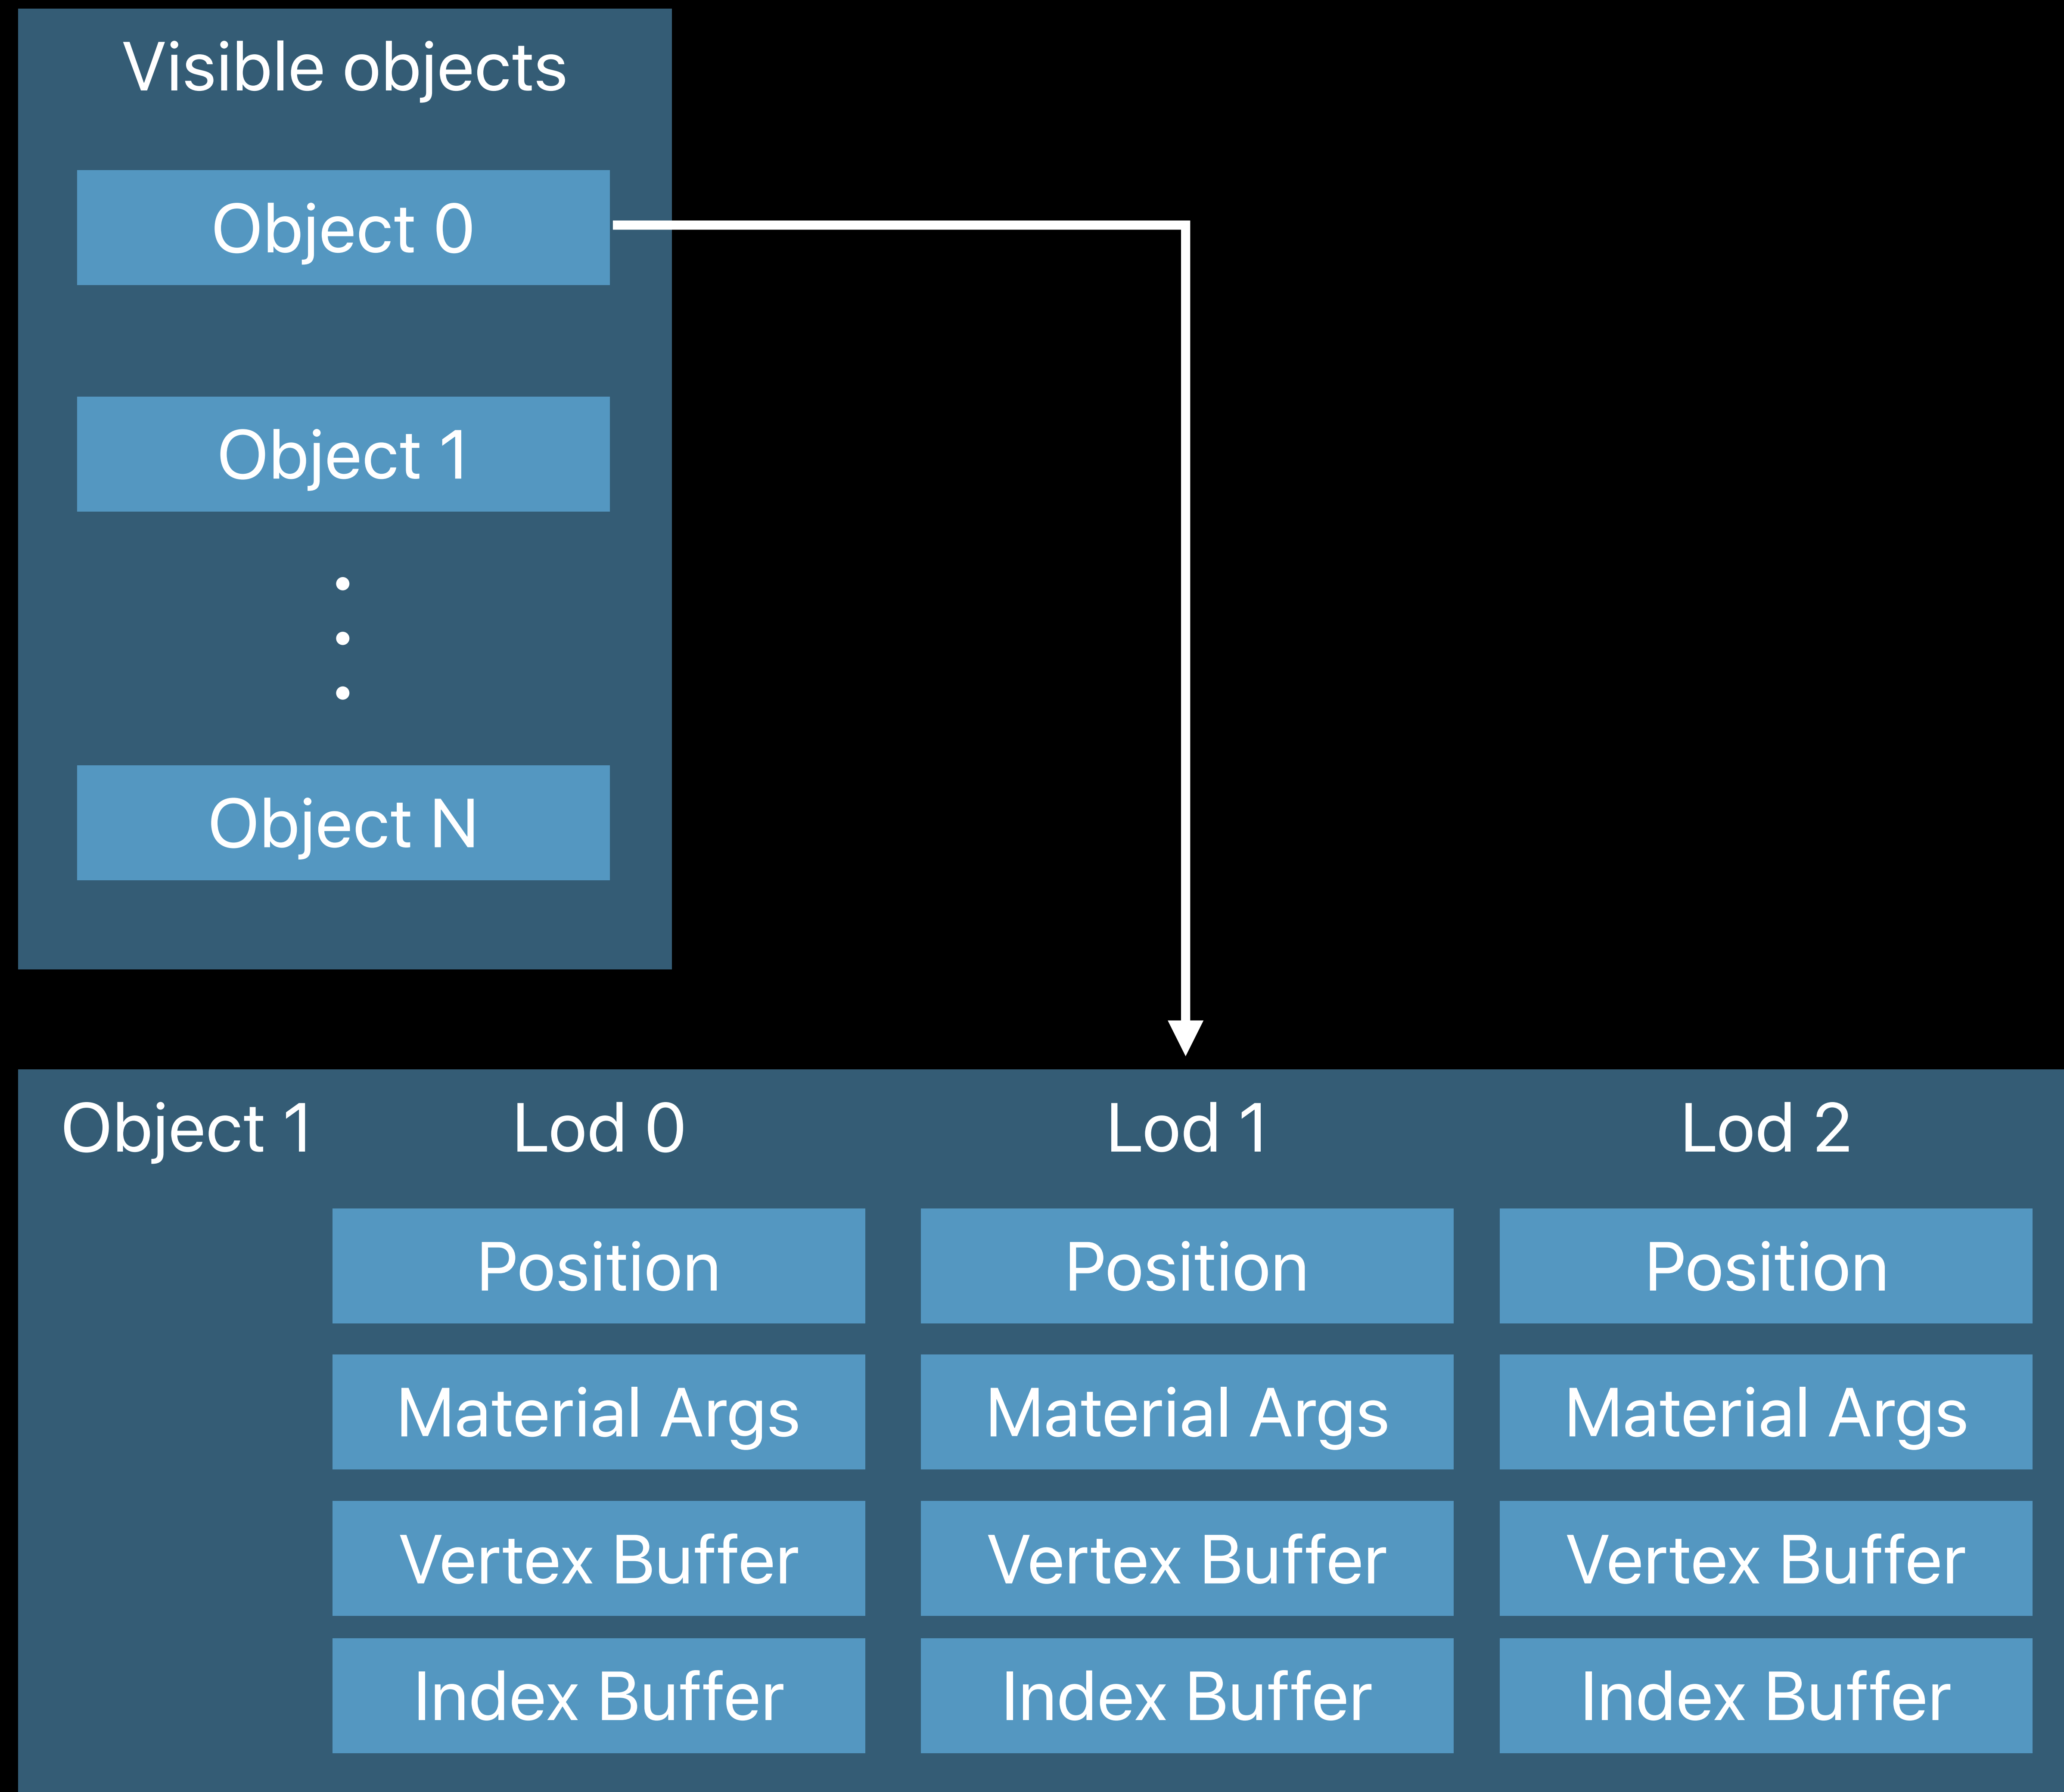 Visible objects
Object 0
Object 1
Object N
Object 1 Lod 0 Lod 1 Lod 2
Position Position Position
Material Args Material Args Material Args
Vertex Buffer Vertex Buffer Vertex Buffer
Index Buffer Index Buffer Index Buffer